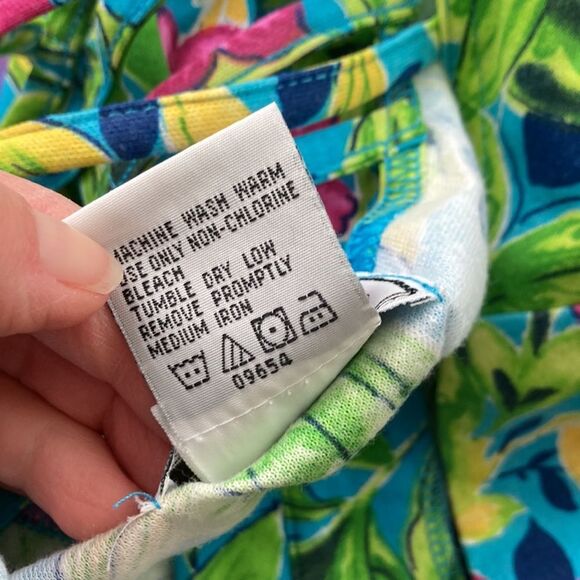 MACHINE WASH WARM
USE ONLY NON-CHLORINE
BLEACH
TUMBLE DRY LOW
REMOVE PROMPTLY
MEDIUM IRON
09654